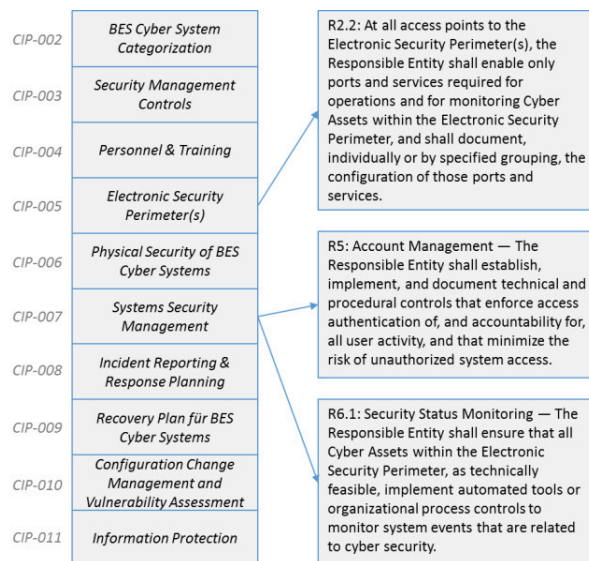 CIP-002
BES Cyber System
Categorization
CIP-003
Security Management
Controls
CIP-004
Personnel & Training
CIP-005
Electronic Security
Perimeter(s)
CIP-006
Physical Security of BES
Cyber Systems
CIP-007
Systems Security
Management
CIP-008
Incident Reporting &
Response Planning
CIP-009
Recovery Plan für BES
Cyber Systems
CIP-010
Configuration Change
Management and
Vulnerability Assessment
CIP-011
Information Protection
R2.2: At all access points to the
Electronic Security Perimeter(s), the
Responsible Entity shall enable only
ports and services required for
operations and for monitoring Cyber
Assets within the Electronic Security
Perimeter, and shall document,
individually or by specified grouping, the
configuration of those ports and
services.
R5: Account Management — The
Responsible Entity shall establish,
implement, and document technical and
procedural controls that enforce access
authentication of, and accountability for,
all user activity, and that minimize the
risk of unauthorized system access.
R6.1: Security Status Monitoring — The
Responsible Entity shall ensure that all
Cyber Assets within the Electronic
Security Perimeter, as technically
feasible, implement automated tools or
organizational process controls to
monitor system events that are related
to cyber security.